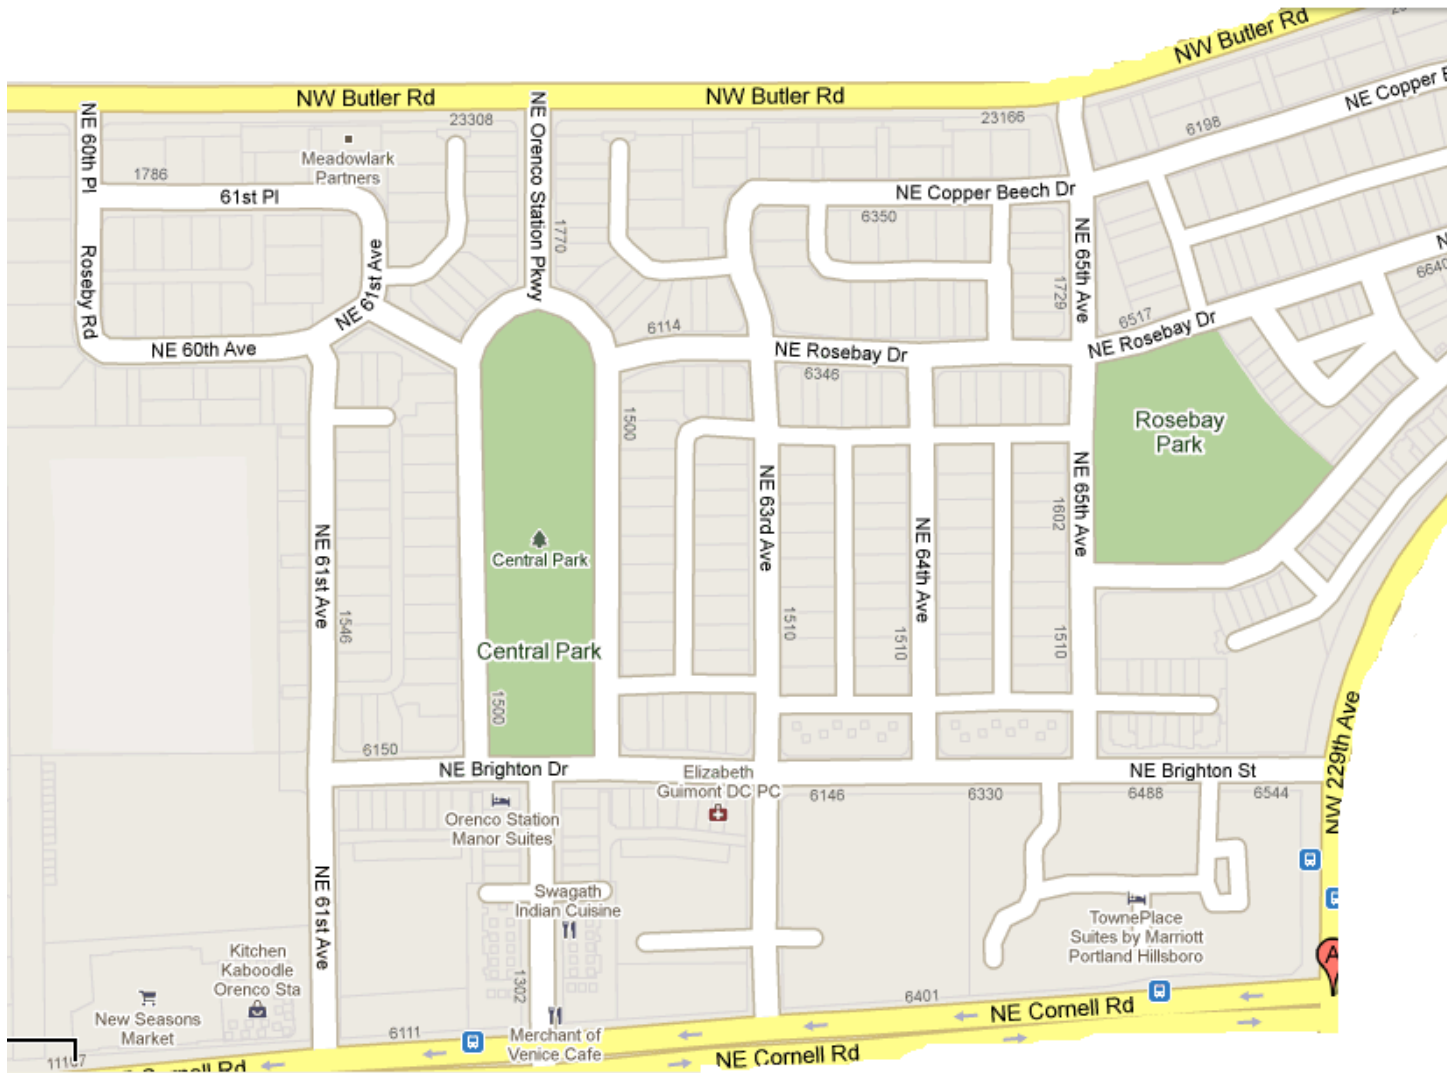 NW Butler Rd
NW Butler Rd
NW Butler Rd
NE Copper
6198
23308
23166
NE 60th Pl
NE Orenco Station Pkwy
Meadowlark
Partners
1786
61st Pl
NE Copper Beech Dr
6350
1770
NE 65th Ave
1729
Roseby Rd
NE 61st Ave
6640
6517
NE Rosebay Dr
6114
NE 60th Ave
NE Rosebay Dr
6346
1500
Rosebay
Park
NE 63rd Ave
NE 65th Ave
1602
NE 61st Ave
NE 64th Ave
Central Park
1546
1510
1510
1510
Central Park
1500
6150
NE Brighton Dr
Elizabeth
Guimont DC PC
NE Brighton St
6146
6330
6488
6544
NW 229th Ave
Orenco Station
Manor Suites
NE 61st Ave
Swagath
Indian Cuisine
TownePlace
Suites by Marriott
Portland Hillsboro
Kitchen
Kaboodle
Orenco Sta
A
1302
6401
NE Cornell Rd
New Seasons
Market
6111
Merchant of
Venice Cafe
NE Cornell Rd
11107
Cornell Rd